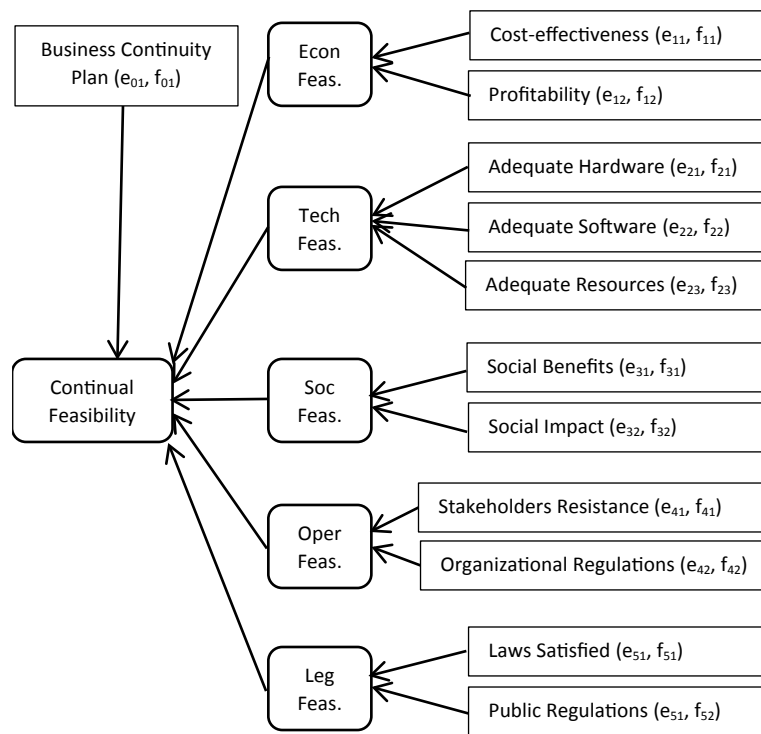 Business Continuity
Plan (e₀₁, f₀₁)
Econ
Feas.
Cost-effectiveness (e₁₁, f₁₁)
Profitability (e₁₂, f₁₂)
Tech
Feas.
Adequate Hardware (e₂₁, f₂₁)
Adequate Software (e₂₂, f₂₂)
Adequate Resources (e₂₃, f₂₃)
Continual
Feasibility
Soc
Feas.
Social Benefits (e₃₁, f₃₁)
Social Impact (e₃₂, f₃₂)
Oper
Feas.
Stakeholders Resistance (e₄₁, f₄₁)
Organizational Regulations (e₄₂, f₄₂)
Leg
Feas.
Laws Satisfied (e₅₁, f₅₁)
Public Regulations (e₅₁, f₅₂)